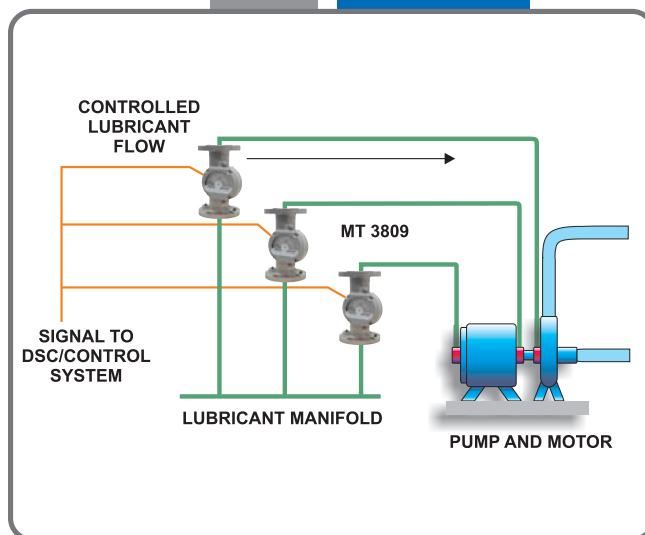 CONTROLLED
LUBRICANT
FLOW
MT 3809
SIGNAL TO
DSC/CONTROL
SYSTEM
LUBRICANT MANIFOLD
PUMP AND MOTOR